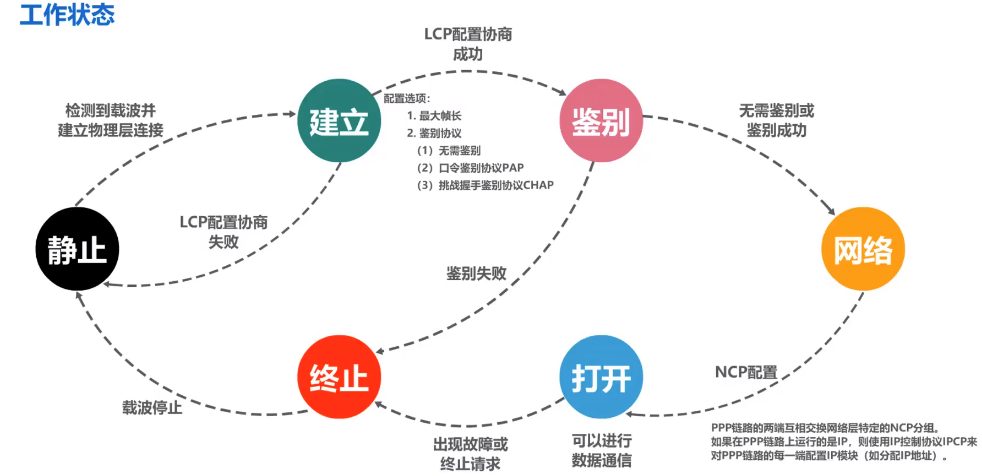 工作状态
LCP配置协商
成功
检测到载波并
建立物理层连接
建立
配置选项：
1. 最大帧长
2. 鉴别协议
（1）无需鉴别
（2）口令鉴别协议PAP
（3）挑战握手鉴别协议CHAP
鉴别
无需鉴别或
鉴别成功
LCP配置协商
失败
静止
鉴别失败
网络
终止
打开
NCP配置
载波停止
出现故障或
终止请求
可以进行
数据通信
PPP链路的两端互相交换网络层特定的NCP分组。
如果在PPP链路上运行的是IP，则使用IP控制协议IPCP来
对PPP链路的每一端配置IP模块（如分配IP地址）。